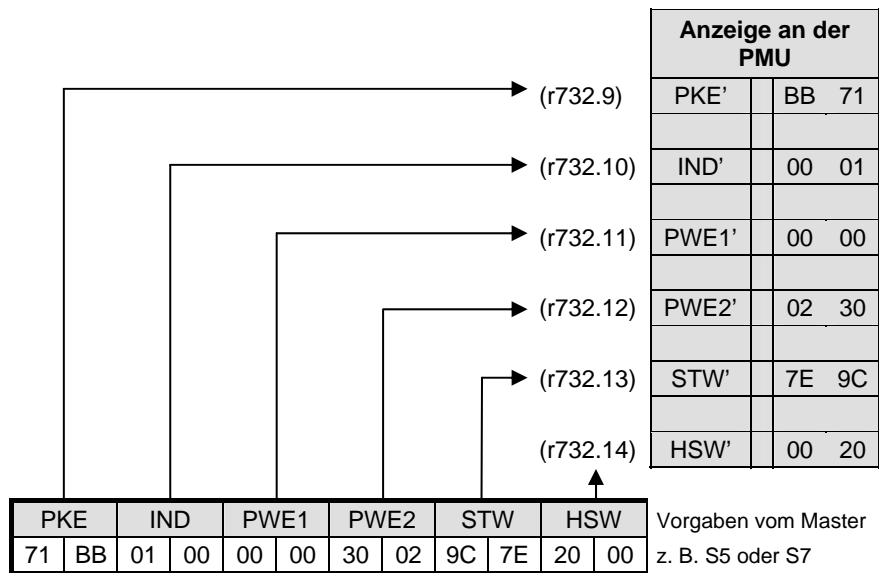 Anzeige an der
PMU
(r732.9) PKE’ BB 71
(r732.10) IND’ 00 01
(r732.11) PWE1’ 00 00
(r732.12) PWE2’ 02 30
(r732.13) STW’ 7E 9C
(r732.14) HSW’ 00 20
PKE IND PWE1 PWE2 STW HSW Vorgaben vom Master
71 BB 01 00 00 00 30 02 9C 7E 20 00 z. B. S5 oder S7